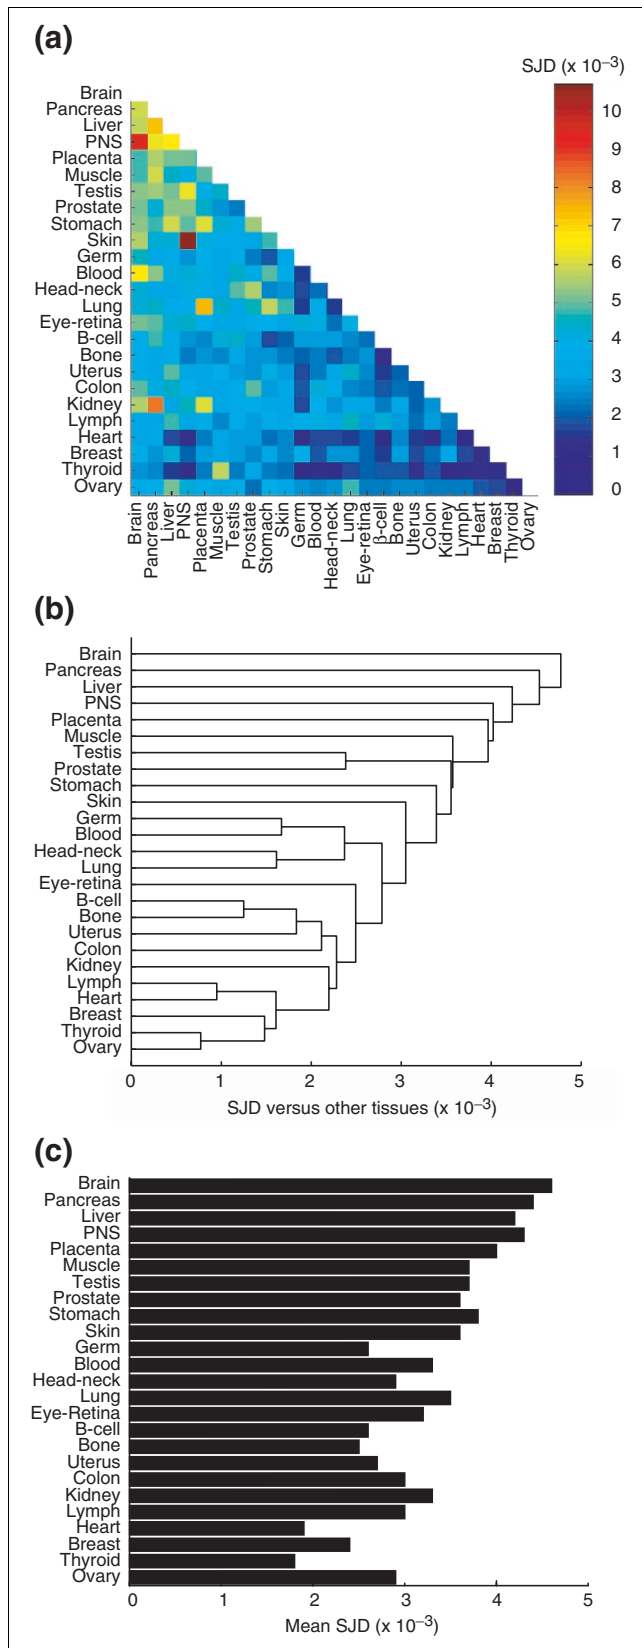 (a)
SJD (x 10⁻³)
Brain
Pancreas
Liver
PNS
Placenta
Muscle
Testis
Prostate
Stomach
Skin
Germ
Blood
Head-neck
Lung
Eye-retina
B-cell
Bone
Uterus
Colon
Kidney
Lymph
Heart
Breast
Thyroid
Ovary
10
9
8
7
6
5
4
3
2
1
0
Brain
Pancreas
Liver
PNS
Placenta
Muscle
Testis
Prostate
Stomach
Skin
Germ
Blood
Head-neck
Lung
Eye-retina
β-cell
Bone
Uterus
Colon
Kidney
Lymph
Heart
Breast
Thyroid
Ovary
(b)
Brain
Pancreas
Liver
PNS
Placenta
Muscle
Testis
Prostate
Stomach
Skin
Germ
Blood
Head-neck
Lung
Eye-retina
B-cell
Bone
Uterus
Colon
Kidney
Lymph
Heart
Breast
Thyroid
Ovary
0 1 2 3 4 5
SJD versus other tissues (x 10⁻³)
(c)
Brain
Pancreas
Liver
PNS
Placenta
Muscle
Testis
Prostate
Stomach
Skin
Germ
Blood
Head-neck
Lung
Eye-Retina
B-cell
Bone
Uterus
Colon
Kidney
Lymph
Heart
Breast
Thyroid
Ovary
0 1 2 3 4 5
Mean SJD (x 10⁻³)